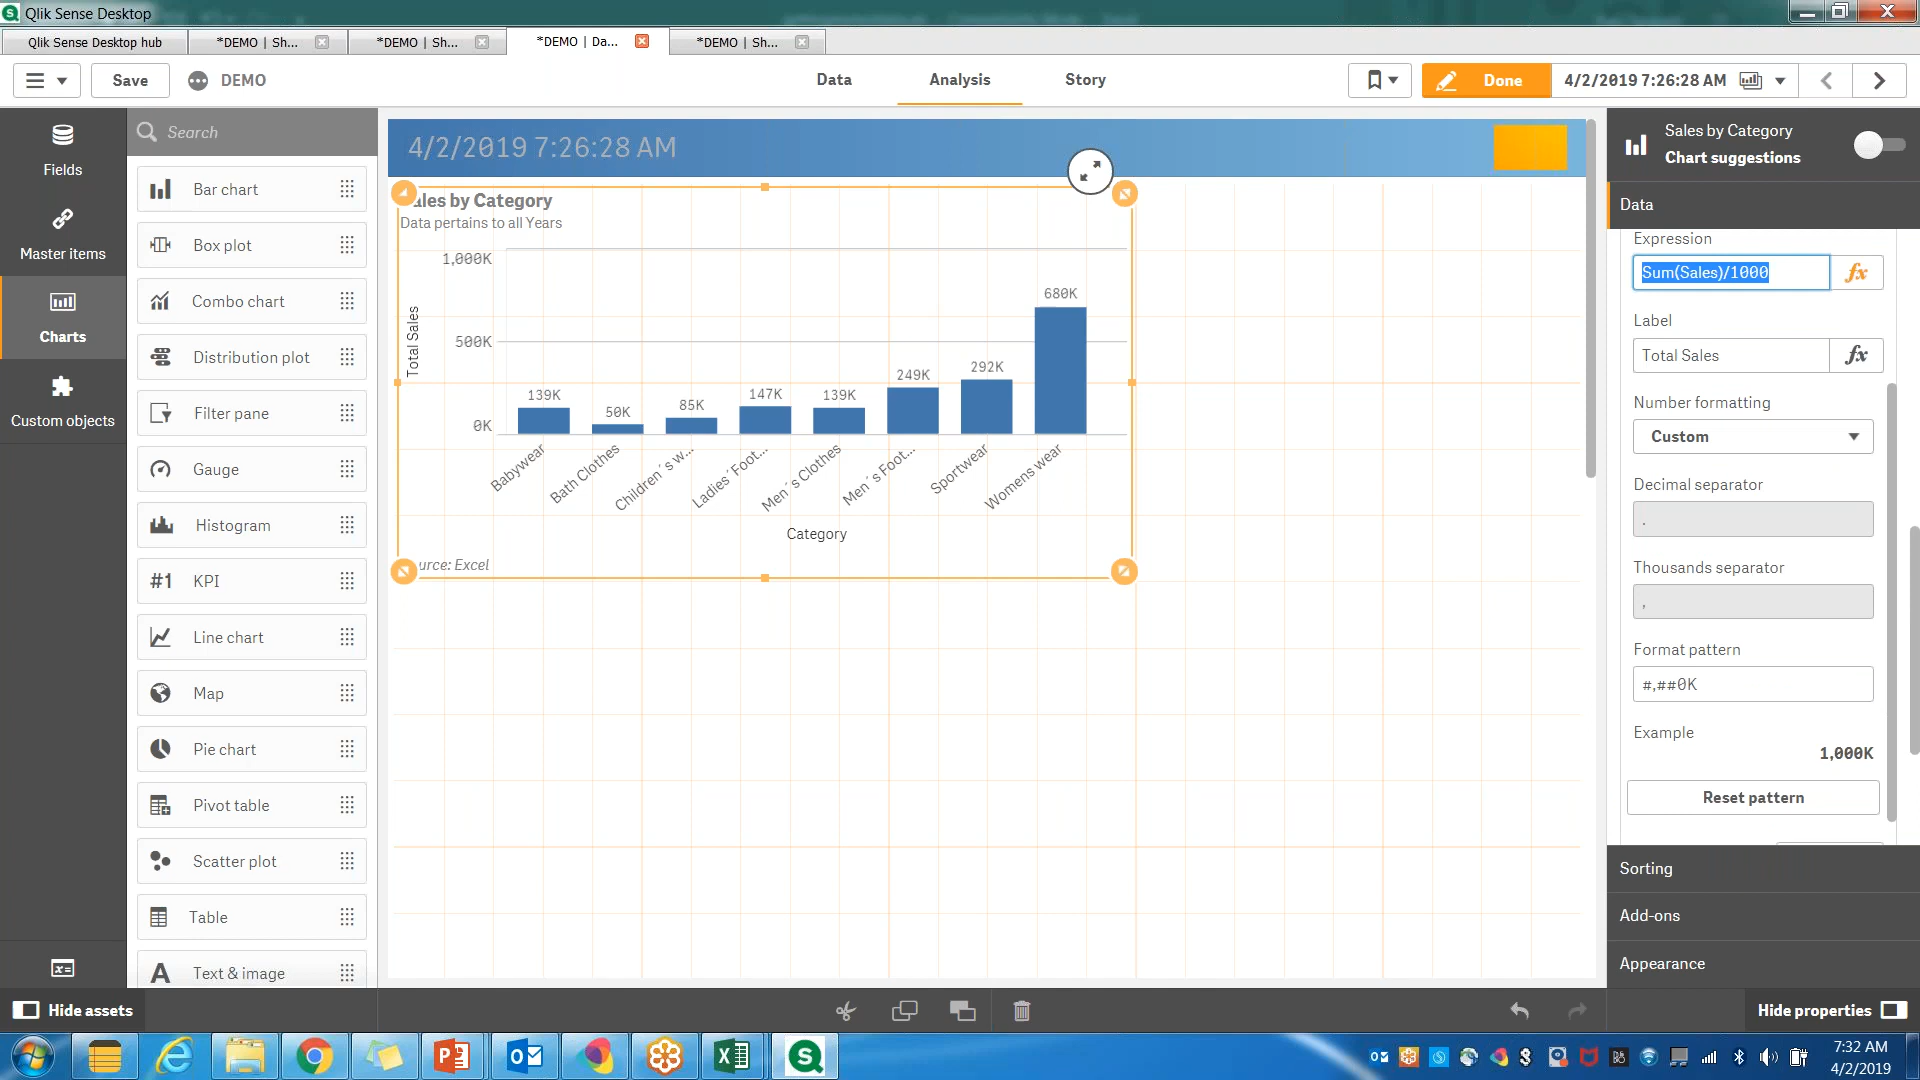 Qlik Sense Desktop
Qlik Sense Desktop hub
*DEMO | Sh...
*DEMO | Sh...
*DEMO | Da...
*DEMO | Sh...
Save
DEMO
Data
Analysis
Story
Done
4/2/2019 7:26:28 AM
Fields
Master items
Charts
Custom objects
Search
Bar chart
Box plot
Combo chart
Distribution plot
Filter pane
Gauge
Histogram
#1 KPI
Line chart
Map
Pie chart
Pivot table
Scatter plot
Table
A Text & image
4/2/2019 7:26:28 AM
ales by Category
Data pertains to all Years
1,000K
500K
0K
Total Sales
139K
50K
85K
147K
139K
249K
292K
680K
Babywear
Bath Clothes
Children´s w...
Ladies´Foot...
Men´s Clothes
Men´s Foot...
Sportwear
Womens wear
Category
urce: Excel
Sales by Category
Chart suggestions
Data
Expression
Sum(Sales)/1000
fx
Label
Total Sales
fx
Number formatting
Custom
Decimal separator
.
Thousands separator
,
Format pattern
#,##0K
Example
1,000K
Reset pattern
Sorting
Add-ons
Appearance
Hide assets
Hide properties
7:32 AM
4/2/2019